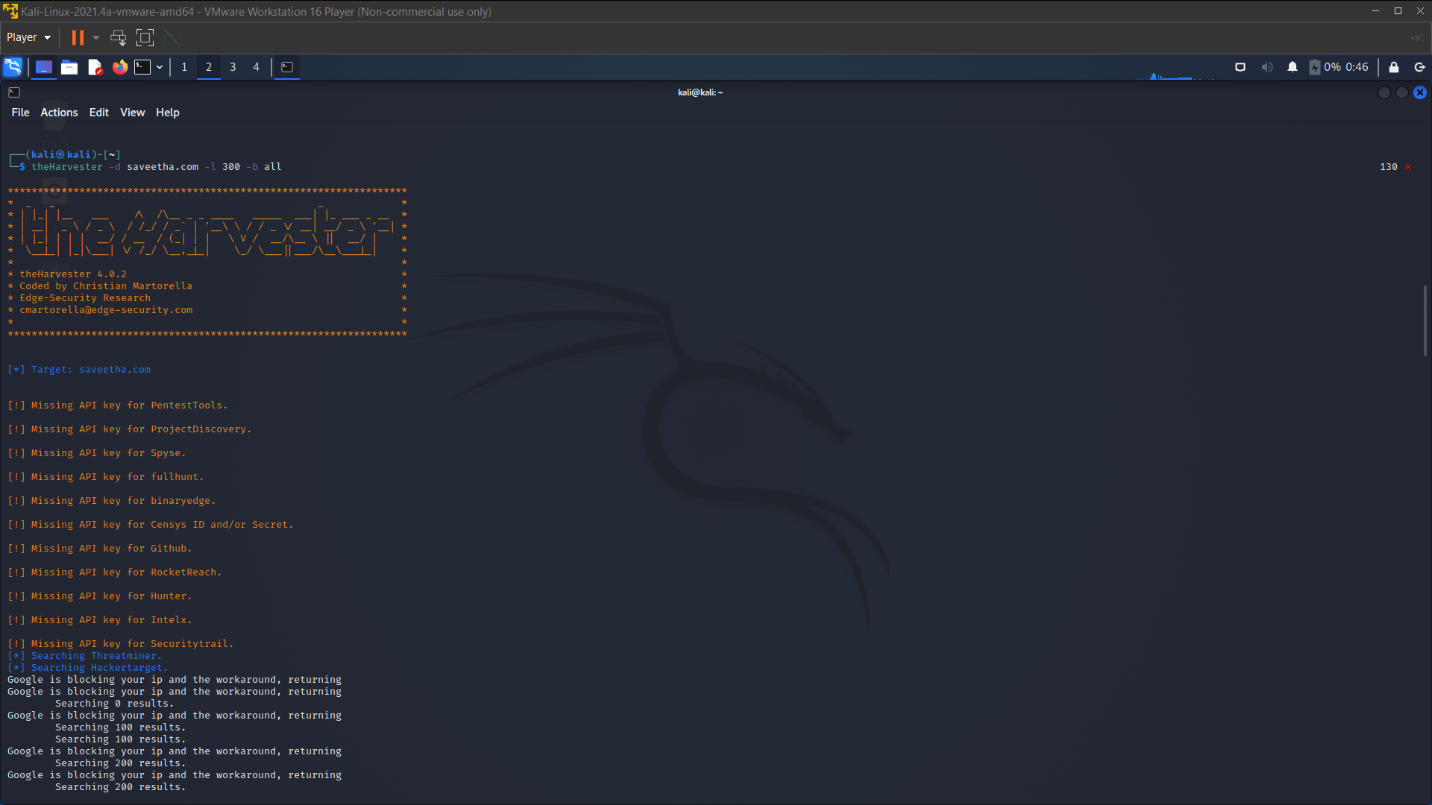 Kali-Linux-2021.4a-vmware-amd64 - VMware Workstation 16 Player (Non-commercial use only)
Player
1 2 3 4
0% 0:46
kali@kali: ~
File Actions Edit View Help
┌──(kali㉿kali)-[~]
└─$ theHarvester -d saveetha.com -l 300 -b all
130 ⨯
*******************************************************************
theHarvester
* theHarvester 4.0.2 *
* Coded by Christian Martorella *
* Edge-Security Research *
* cmartorella@edge-security.com *
* *
*******************************************************************
[*] Target: saveetha.com
[!] Missing API key for PentestTools.
[!] Missing API key for ProjectDiscovery.
[!] Missing API key for Spyse.
[!] Missing API key for fullhunt.
[!] Missing API key for binaryedge.
[!] Missing API key for Censys ID and/or Secret.
[!] Missing API key for Github.
[!] Missing API key for RocketReach.
[!] Missing API key for Hunter.
[!] Missing API key for Intelx.
[!] Missing API key for Securitytrail.
[*] Searching Threatminer.
[*] Searching Hackertarget.
Google is blocking your ip and the workaround, returning
Google is blocking your ip and the workaround, returning
Searching 0 results.
Google is blocking your ip and the workaround, returning
Searching 100 results.
Searching 100 results.
Google is blocking your ip and the workaround, returning
Searching 200 results.
Google is blocking your ip and the workaround, returning
Searching 200 results.